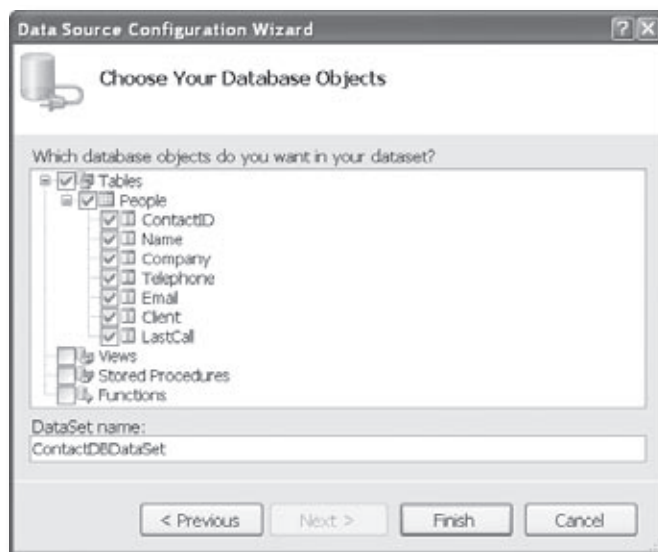 Data Source Configuration Wizard
Choose Your Database Objects
Which database objects do you want in your dataset?
Tables
People
ContactID
Name
Company
Telephone
Email
Client
LastCall
Views
Stored Procedures
Functions
DataSet name:
ContactDBDataSet
< Previous
Next >
Finish
Cancel